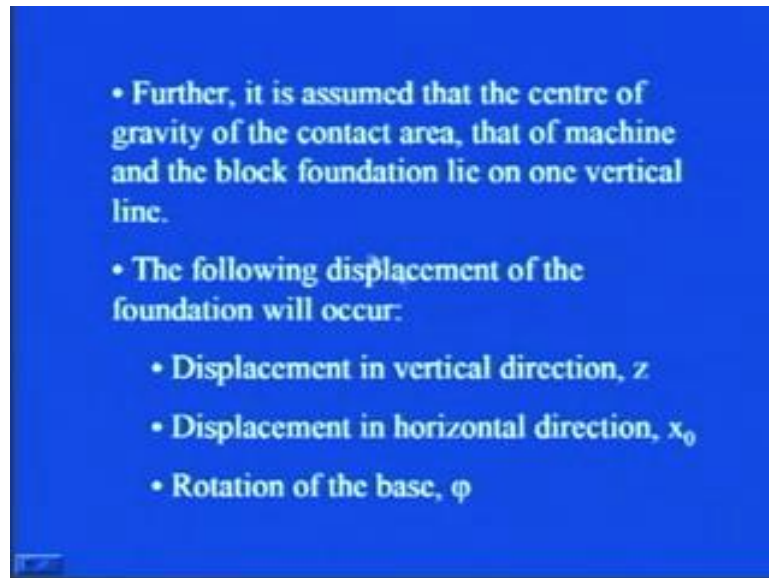 • Further, it is assumed that the centre of
gravity of the contact area, that of machine
and the block foundation lie on one vertical
line.
• The following displacement of the
foundation will occur:
• Displacement in vertical direction, z
• Displacement in horizontal direction, x₀
• Rotation of the base, φ